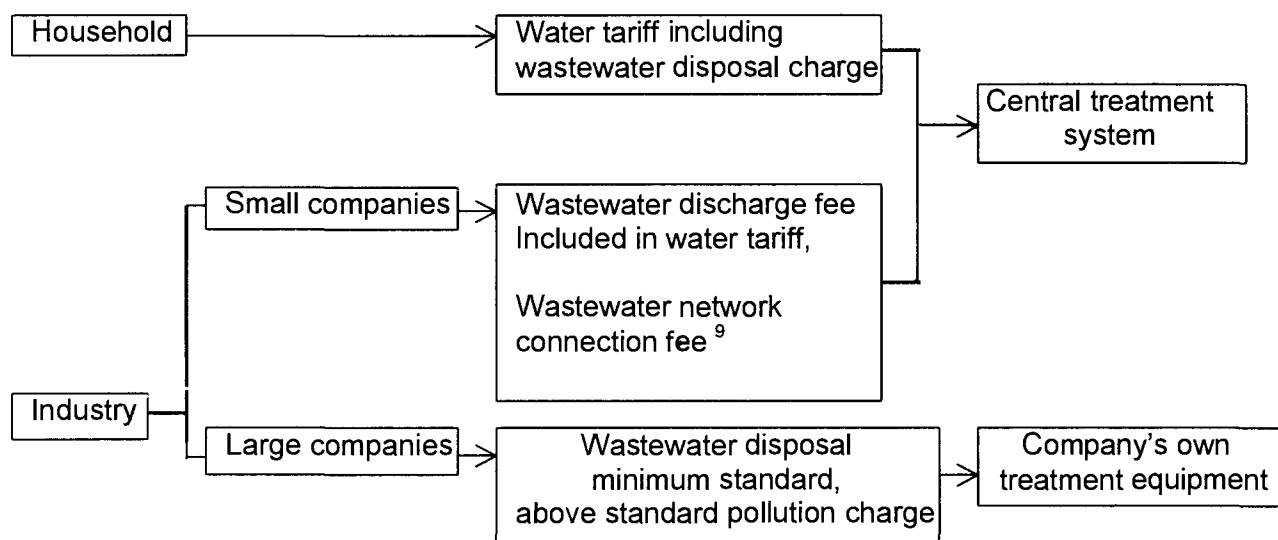 Household
Water tariff including
wastewater disposal charge
Central treatment
system
Small companies
Wastewater discharge fee
Included in water tariff,
Wastewater network
connection fee 9
Industry
Large companies
Wastewater disposal
minimum standard,
above standard pollution charge
Company's own
treatment equipment